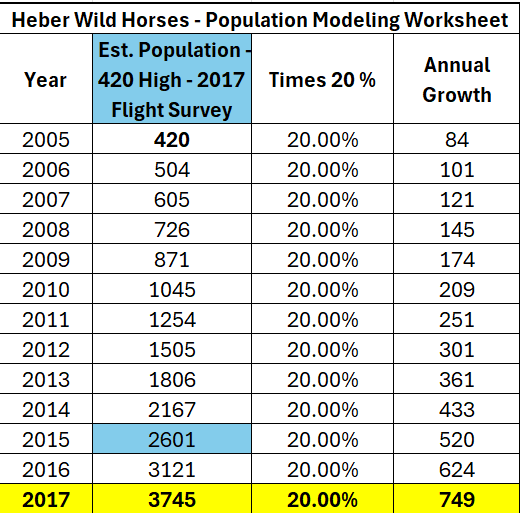 Heber Wild Horses - Population Modeling Worksheet
Year Est. Population - 420 High - 2017 Flight Survey Times 20 % Annual Growth
2005 420 20.00% 84
2006 504 20.00% 101
2007 605 20.00% 121
2008 726 20.00% 145
2009 871 20.00% 174
2010 1045 20.00% 209
2011 1254 20.00% 251
2012 1505 20.00% 301
2013 1806 20.00% 361
2014 2167 20.00% 433
2015 2601 20.00% 520
2016 3121 20.00% 624
2017 3745 20.00% 749